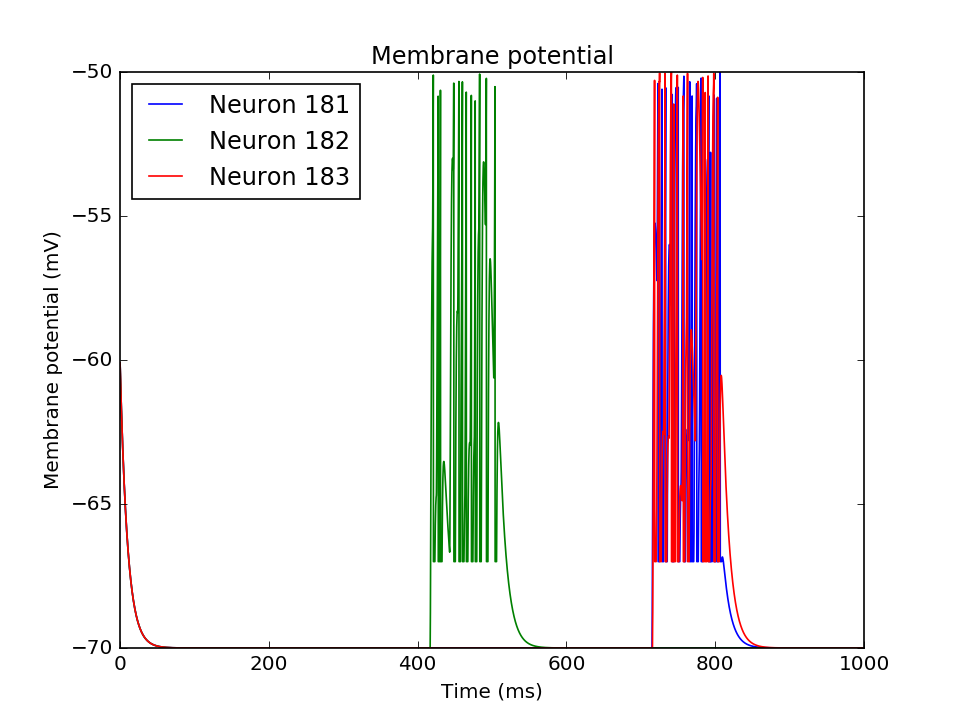 Membrane potential
Neuron 181
Neuron 182
Neuron 183
Membrane potential (mV)
−50
−55
−60
−65
−70
0 200 400 600 800 1000
Time (ms)